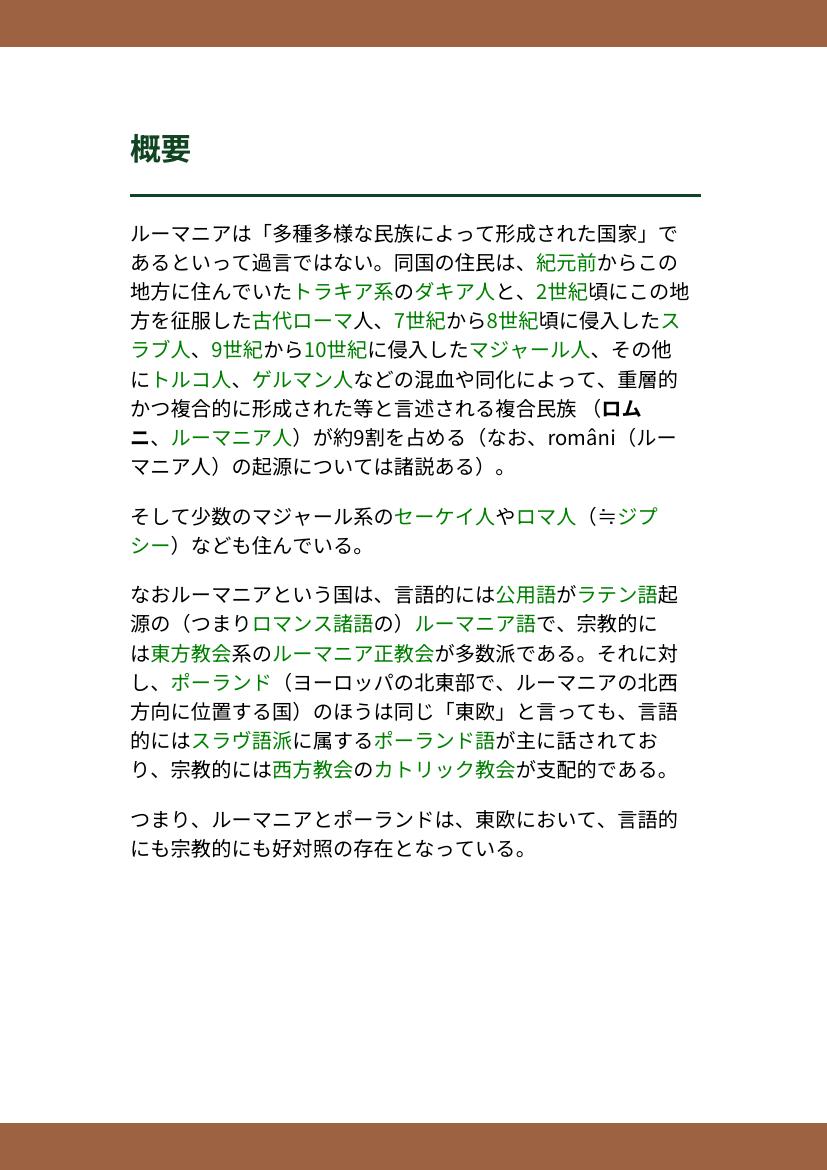 概要
ルーマニアは「多種多様な民族によって形成された国家」で
あるといって過言ではない。同国の住民は、紀元前からこの
地方に住んでいたトラキア系のダキア人と、2世紀頃にこの地
方を征服した古代ローマ人、7世紀から8世紀頃に侵入したス
ラブ人、9世紀から10世紀に侵入したマジャール人、その他
にトルコ人、ゲルマン人などの混血や同化によって、重層的
かつ複合的に形成された等と言述される複合民族 （ロム
ニ、ルーマニア人）が約9割を占める（なお、români（ルー
マニア人）の起源については諸説ある）。
そして少数のマジャール系のセーケイ人やロマ人（≒ジプ
シー）なども住んでいる。
なおルーマニアという国は、言語的には公用語がラテン語起
源の（つまりロマンス諸語の）ルーマニア語で、宗教的に
は東方教会系のルーマニア正教会が多数派である。それに対
し、ポーランド（ヨーロッパの北東部で、ルーマニアの北西
方向に位置する国）のほうは同じ「東欧」と言っても、言語
的にはスラヴ語派に属するポーランド語が主に話されてお
り、宗教的には西方教会のカトリック教会が支配的である。
つまり、ルーマニアとポーランドは、東欧において、言語的
にも宗教的にも好対照の存在となっている。